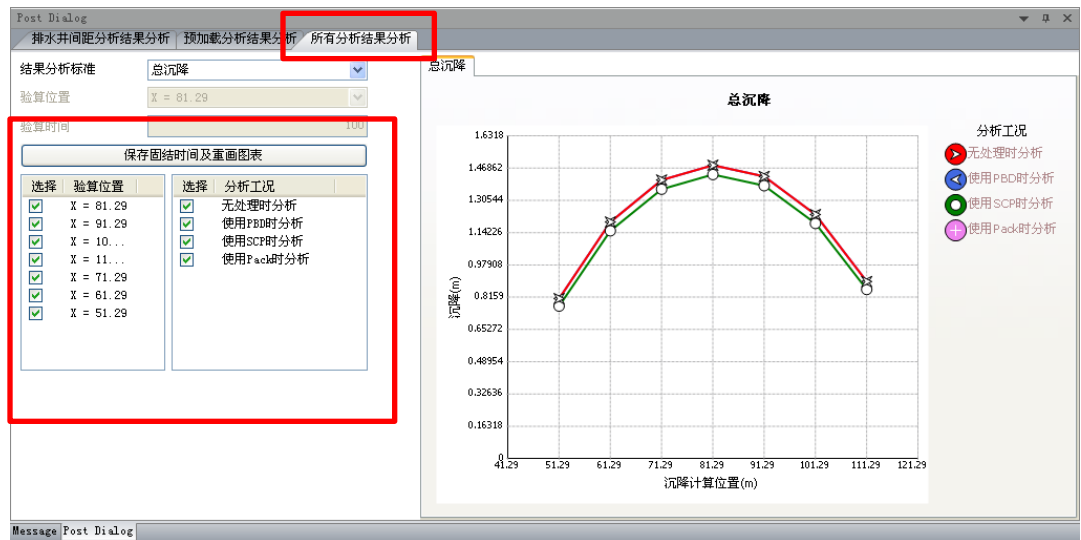 Post Dialog
排水井间距分析结果分析 预加载分析结果分析 所有分析结果分析
结果分析标准 总沉降
验算位置 X = 81.29
验算时间 100
保存固结时间及重画图表
选择 验算位置
X = 81.29
X = 91.29
X = 10...
X = 11...
X = 71.29
X = 61.29
X = 51.29
选择 分析工况
无处理时分析
使用PBD时分析
使用SCP时分析
使用Pack时分析
总沉降
总沉降
沉降(m)
1.6318
1.46862
1.30544
1.14226
0.97908
0.8159
0.65272
0.48954
0.32636
0.16318
0
41.29 51.29 61.29 71.29 81.29 91.29 101.29 111.29 121.29
沉降计算位置(m)
分析工况
无处理时分析
使用PBD时分析
使用SCP时分析
使用Pack时分析
Message Post Dialog